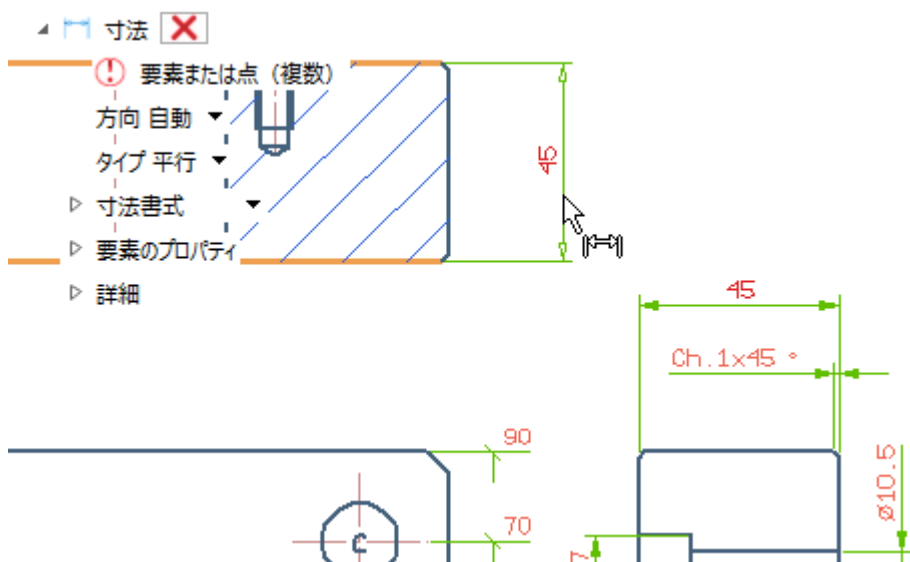 寸法
要素または点（複数）
方向 自動
タイプ 平行
寸法書式
要素のプロパティ
詳細
45
45
Ch.1x45 °
90
ø10.5
70
7